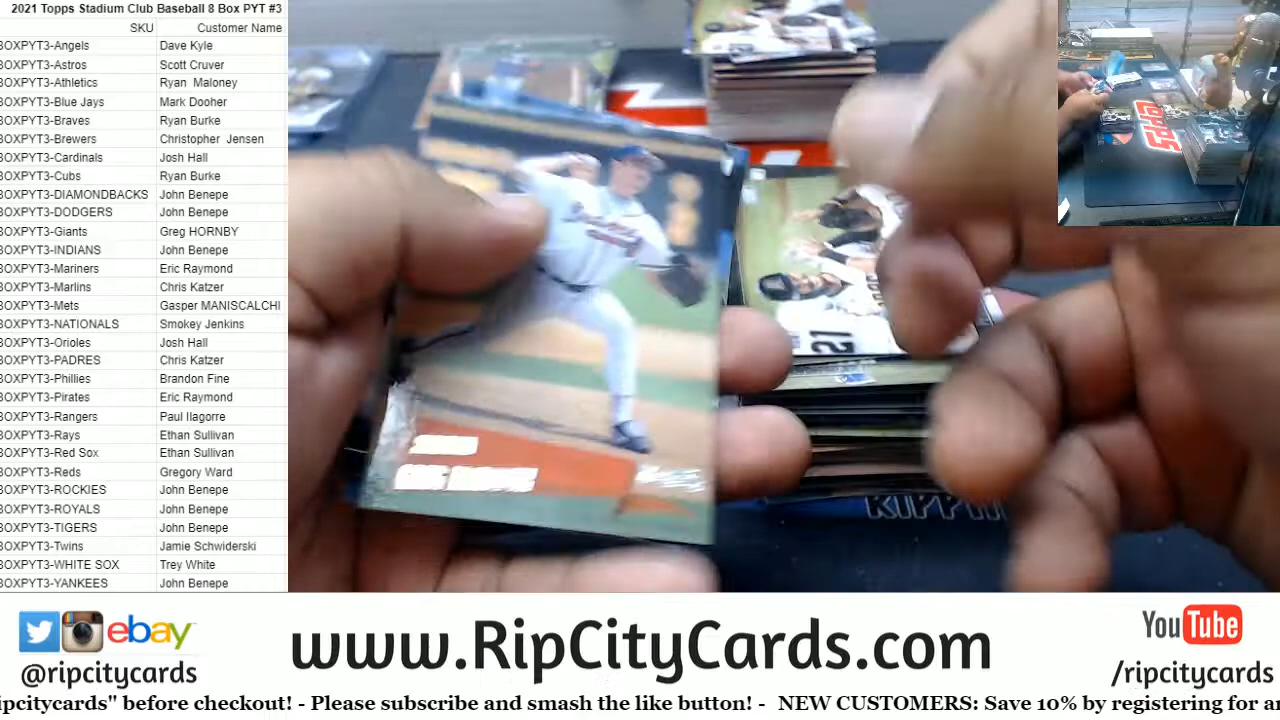 2021 Topps Stadium Club Baseball 8 Box PYT #3
SKU Customer Name
BOXPYT3-Angels Dave Kyle
BOXPYT3-Astros Scott Cruver
BOXPYT3-Athletics Ryan Maloney
BOXPYT3-Blue Jays Mark Dooher
BOXPYT3-Braves Ryan Burke
BOXPYT3-Brewers Christopher Jensen
BOXPYT3-Cardinals Josh Hall
BOXPYT3-Cubs Ryan Burke
BOXPYT3-DIAMONDBACKS John Benepe
BOXPYT3-DODGERS John Benepe
BOXPYT3-Giants Greg HORNBY
BOXPYT3-INDIANS John Benepe
BOXPYT3-Mariners Eric Raymond
BOXPYT3-Marlins Chris Katzer
BOXPYT3-Mets Gasper MANISCALCHI
BOXPYT3-NATIONALS Smokey Jenkins
BOXPYT3-Orioles Josh Hall
BOXPYT3-PADRES Chris Katzer
BOXPYT3-Phillies Brandon Fine
BOXPYT3-Pirates Eric Raymond
BOXPYT3-Rangers Paul Ilagorre
BOXPYT3-Rays Ethan Sullivan
BOXPYT3-Red Sox Ethan Sullivan
BOXPYT3-Reds Gregory Ward
BOXPYT3-ROCKIES John Benepe
BOXPYT3-ROYALS John Benepe
BOXPYT3-TIGERS John Benepe
BOXPYT3-Twins Jamie Schwiderski
BOXPYT3-WHITE SOX Trey White
BOXPYT3-YANKEES John Benepe
TOPPS
21
RIPPIN
ebay
@ripcitycards
www.RipCityCards.com
YouTube
/ripcitycards
ipcitycards" before checkout! - Please subscribe and smash the like button! - NEW CUSTOMERS: Save 10% by registering for an